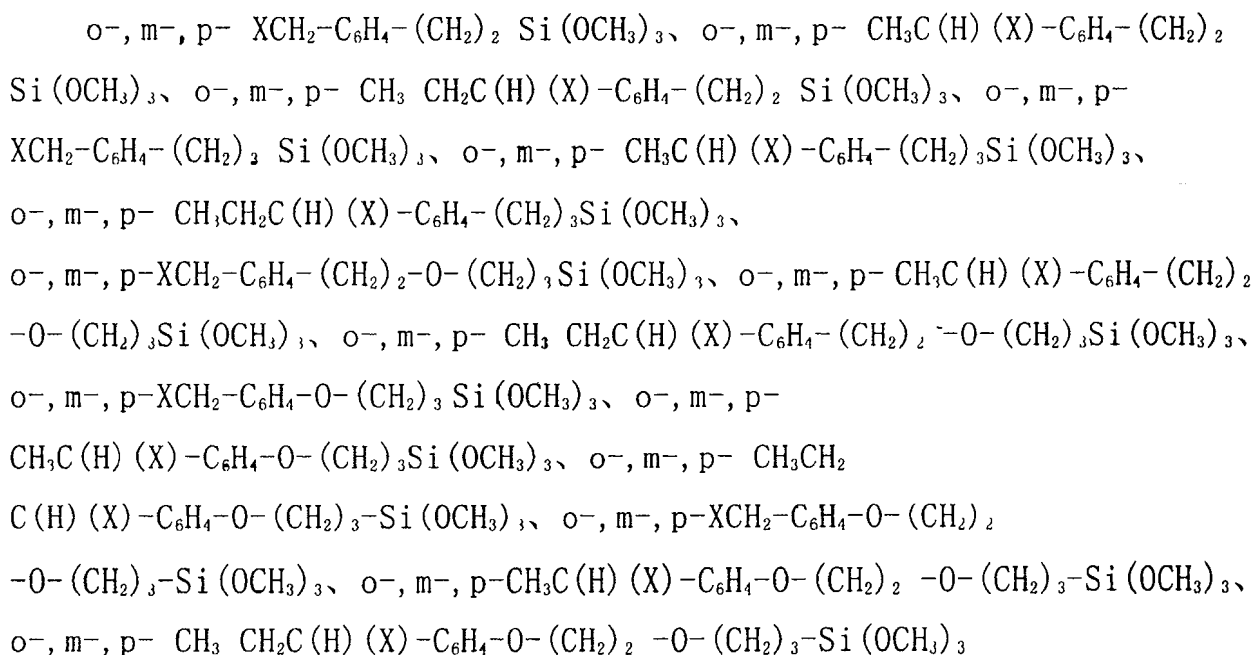 o-, m-, p- XCH₂-C₆H₄-(CH₂)₂ Si(OCH₃)₃、o-, m-, p- CH₃C(H)(X)-C₆H₄-(CH₂)₂
Si(OCH₃)₃、o-, m-, p- CH₃ CH₂C(H)(X)-C₆H₄-(CH₂)₂ Si(OCH₃)₃、o-, m-, p-
XCH₂-C₆H₄-(CH₂)₃ Si(OCH₃)₃、o-, m-, p- CH₃C(H)(X)-C₆H₄-(CH₂)₃Si(OCH₃)₃、
o-, m-, p- CH₃CH₂C(H)(X)-C₆H₄-(CH₂)₃Si(OCH₃)₃、
o-, m-, p-XCH₂-C₆H₄-(CH₂)₂-O-(CH₂)₃Si(OCH₃)₃、o-, m-, p- CH₃C(H)(X)-C₆H₄-(CH₂)₂
-O-(CH₂)₃Si(OCH₃)₃、o-, m-, p- CH₃ CH₂C(H)(X)-C₆H₄-(CH₂)₂ -O-(CH₂)₃Si(OCH₃)₃、
o-, m-, p-XCH₂-C₆H₄-O-(CH₂)₃ Si(OCH₃)₃、o-, m-, p-
CH₃C(H)(X)-C₆H₄-O-(CH₂)₃Si(OCH₃)₃、o-, m-, p- CH₃CH₂
C(H)(X)-C₆H₄-O-(CH₂)₃-Si(OCH₃)₃、o-, m-, p-XCH₂-C₆H₄-O-(CH₂)₂
-O-(CH₂)₃-Si(OCH₃)₃、o-, m-, p-CH₃C(H)(X)-C₆H₄-O-(CH₂)₂ -O-(CH₂)₃-Si(OCH₃)₃、
o-, m-, p- CH₃ CH₂C(H)(X)-C₆H₄-O-(CH₂)₂ -O-(CH₂)₃-Si(OCH₃)₃